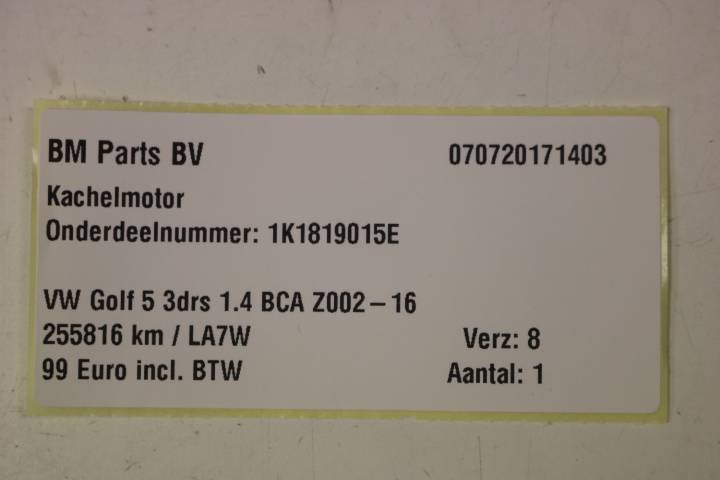 BM Parts BV 070720171403
Kachelmotor
Onderdeelnummer: 1K1819015E
VW Golf 5 3drs 1.4 BCA Z002-16
255816 km / LA7W Verz: 8
99 Euro incl. BTW Aantal: 1